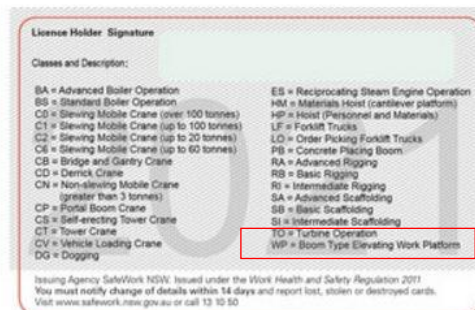 Licence Holder Signature
Classes and Description:
BA = Advanced Boiler Operation
BS = Standard Boiler Operation
C0 = Slewing Mobile Crane (over 100 tonnes)
C1 = Slewing Mobile Crane (up to 100 tonnes)
C2 = Slewing Mobile Crane (up to 20 tonnes)
C6 = Slewing Mobile Crane (up to 60 tonnes)
CB = Bridge and Gantry Crane
CD = Derrick Crane
CN = Non-slewing Mobile Crane
(greater than 3 tonnes)
CP = Portal Boom Crane
CS = Self-erecting Tower Crane
CT = Tower Crane
CV = Vehicle Loading Crane
DG = Dogging
ES = Reciprocating Steam Engine Operation
HM = Materials Hoist (cantilever platform)
HP = Hoist (Personnel and Materials)
LF = Forklift Trucks
LO = Order Picking Forklift Trucks
PB = Concrete Placing Boom
RA = Advanced Rigging
RB = Basic Rigging
RI = Intermediate Rigging
SA = Advanced Scaffolding
SB = Basic Scaffolding
SI = Intermediate Scaffolding
TO = Turbine Operation
WP = Boom Type Elevating Work Platform
Issuing Agency SafeWork NSW. Issued under the Work Health and Safety Regulation 2011
You must notify change of details within 14 days and report lost, stolen or destroyed cards.
Visit www.safework.nsw.gov.au or call 13 10 50